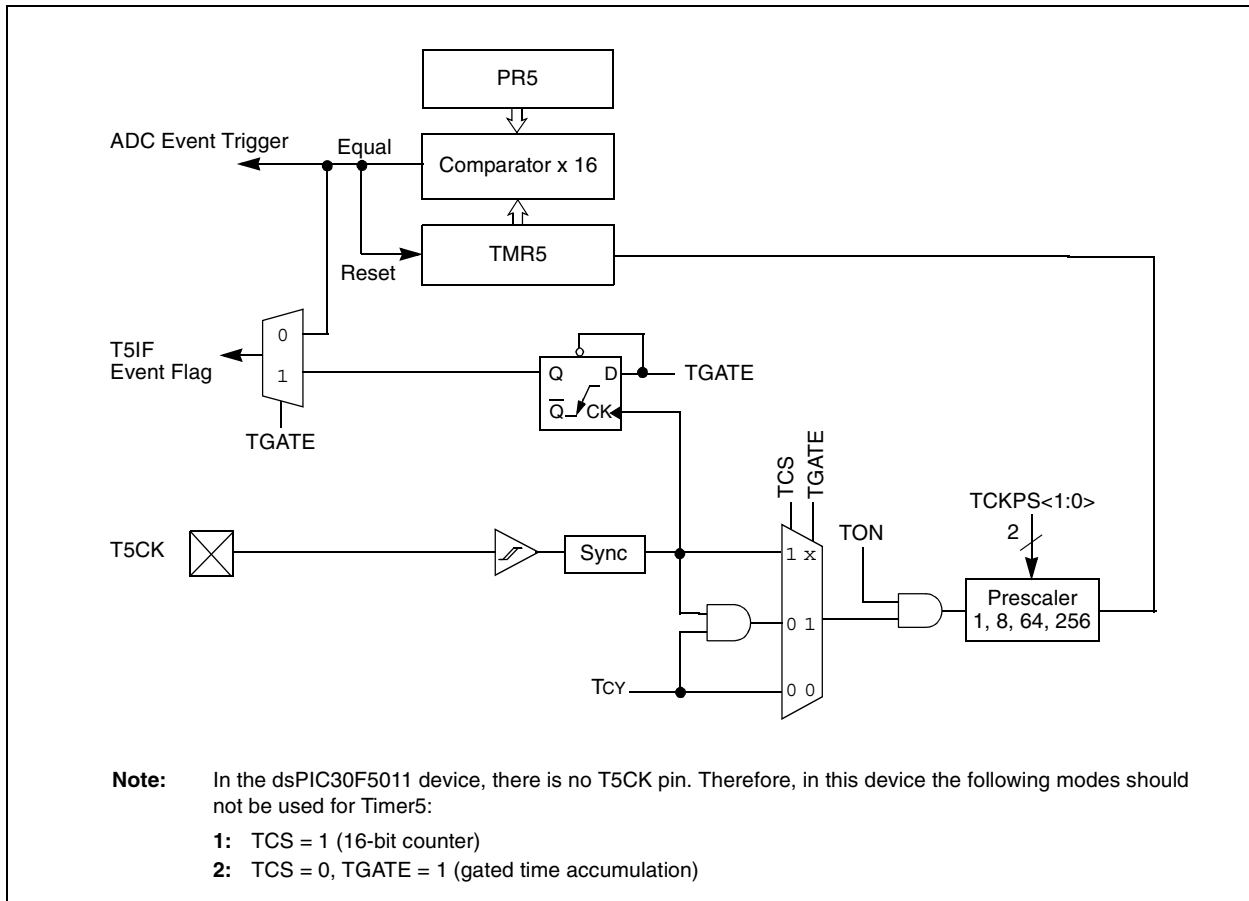 PR5
ADC Event Trigger
Equal
Comparator x 16
TMR5
Reset
0
T5IF
Event Flag
1
TGATE
Q D
Q CK
TGATE
TCS
TGATE
TCKPS<1:0>
2
TON
T5CK
Sync
1 x
Prescaler
1, 8, 64, 256
0 1
TCY
0 0
Note: In the dsPIC30F5011 device, there is no T5CK pin. Therefore, in this device the following modes should
not be used for Timer5:
1: TCS = 1 (16-bit counter)
2: TCS = 0, TGATE = 1 (gated time accumulation)